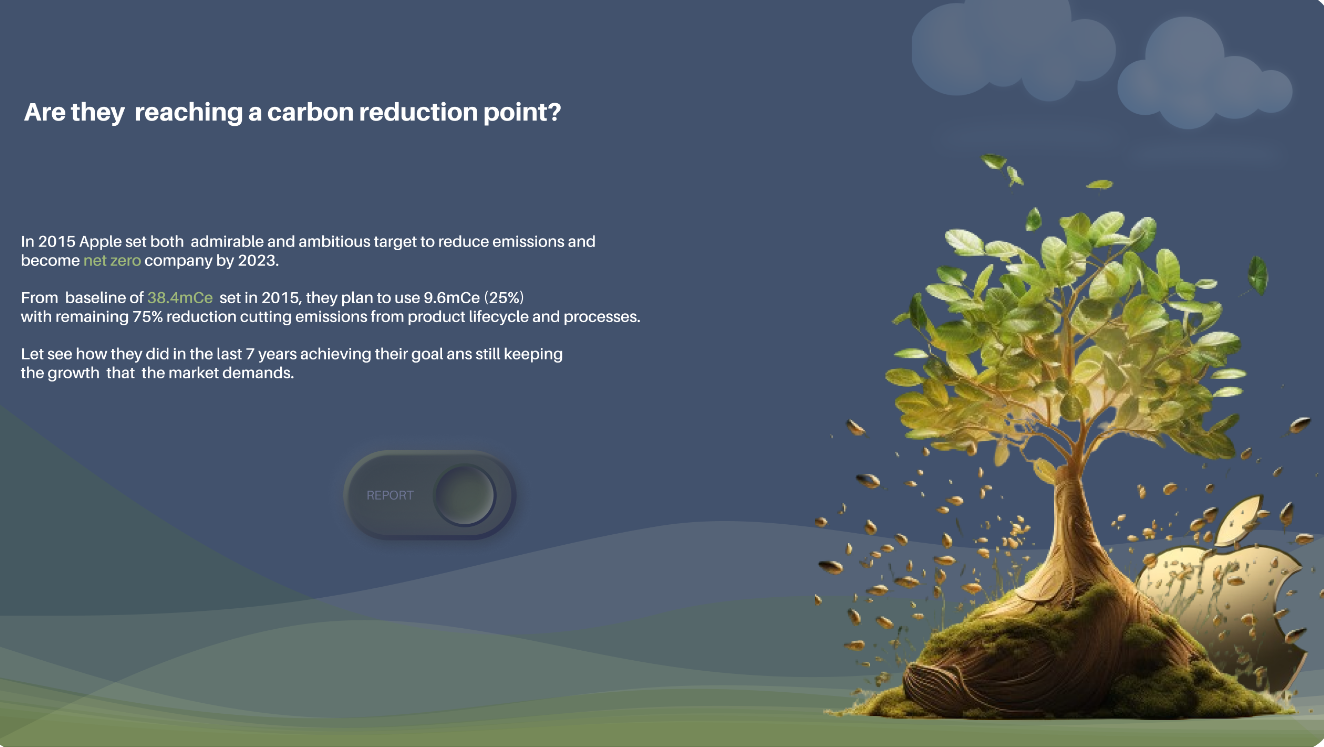 Are they reaching a carbon reduction point?
In 2015 Apple set both admirable and ambitious target to reduce emissions and
become net zero company by 2023.
From baseline of 38.4mCe set in 2015, they plan to use 9.6mCe (25%)
with remaining 75% reduction cutting emissions from product lifecycle and processes.
Let see how they did in the last 7 years achieving their goal ans still keeping
the growth that the market demands.
REPORT